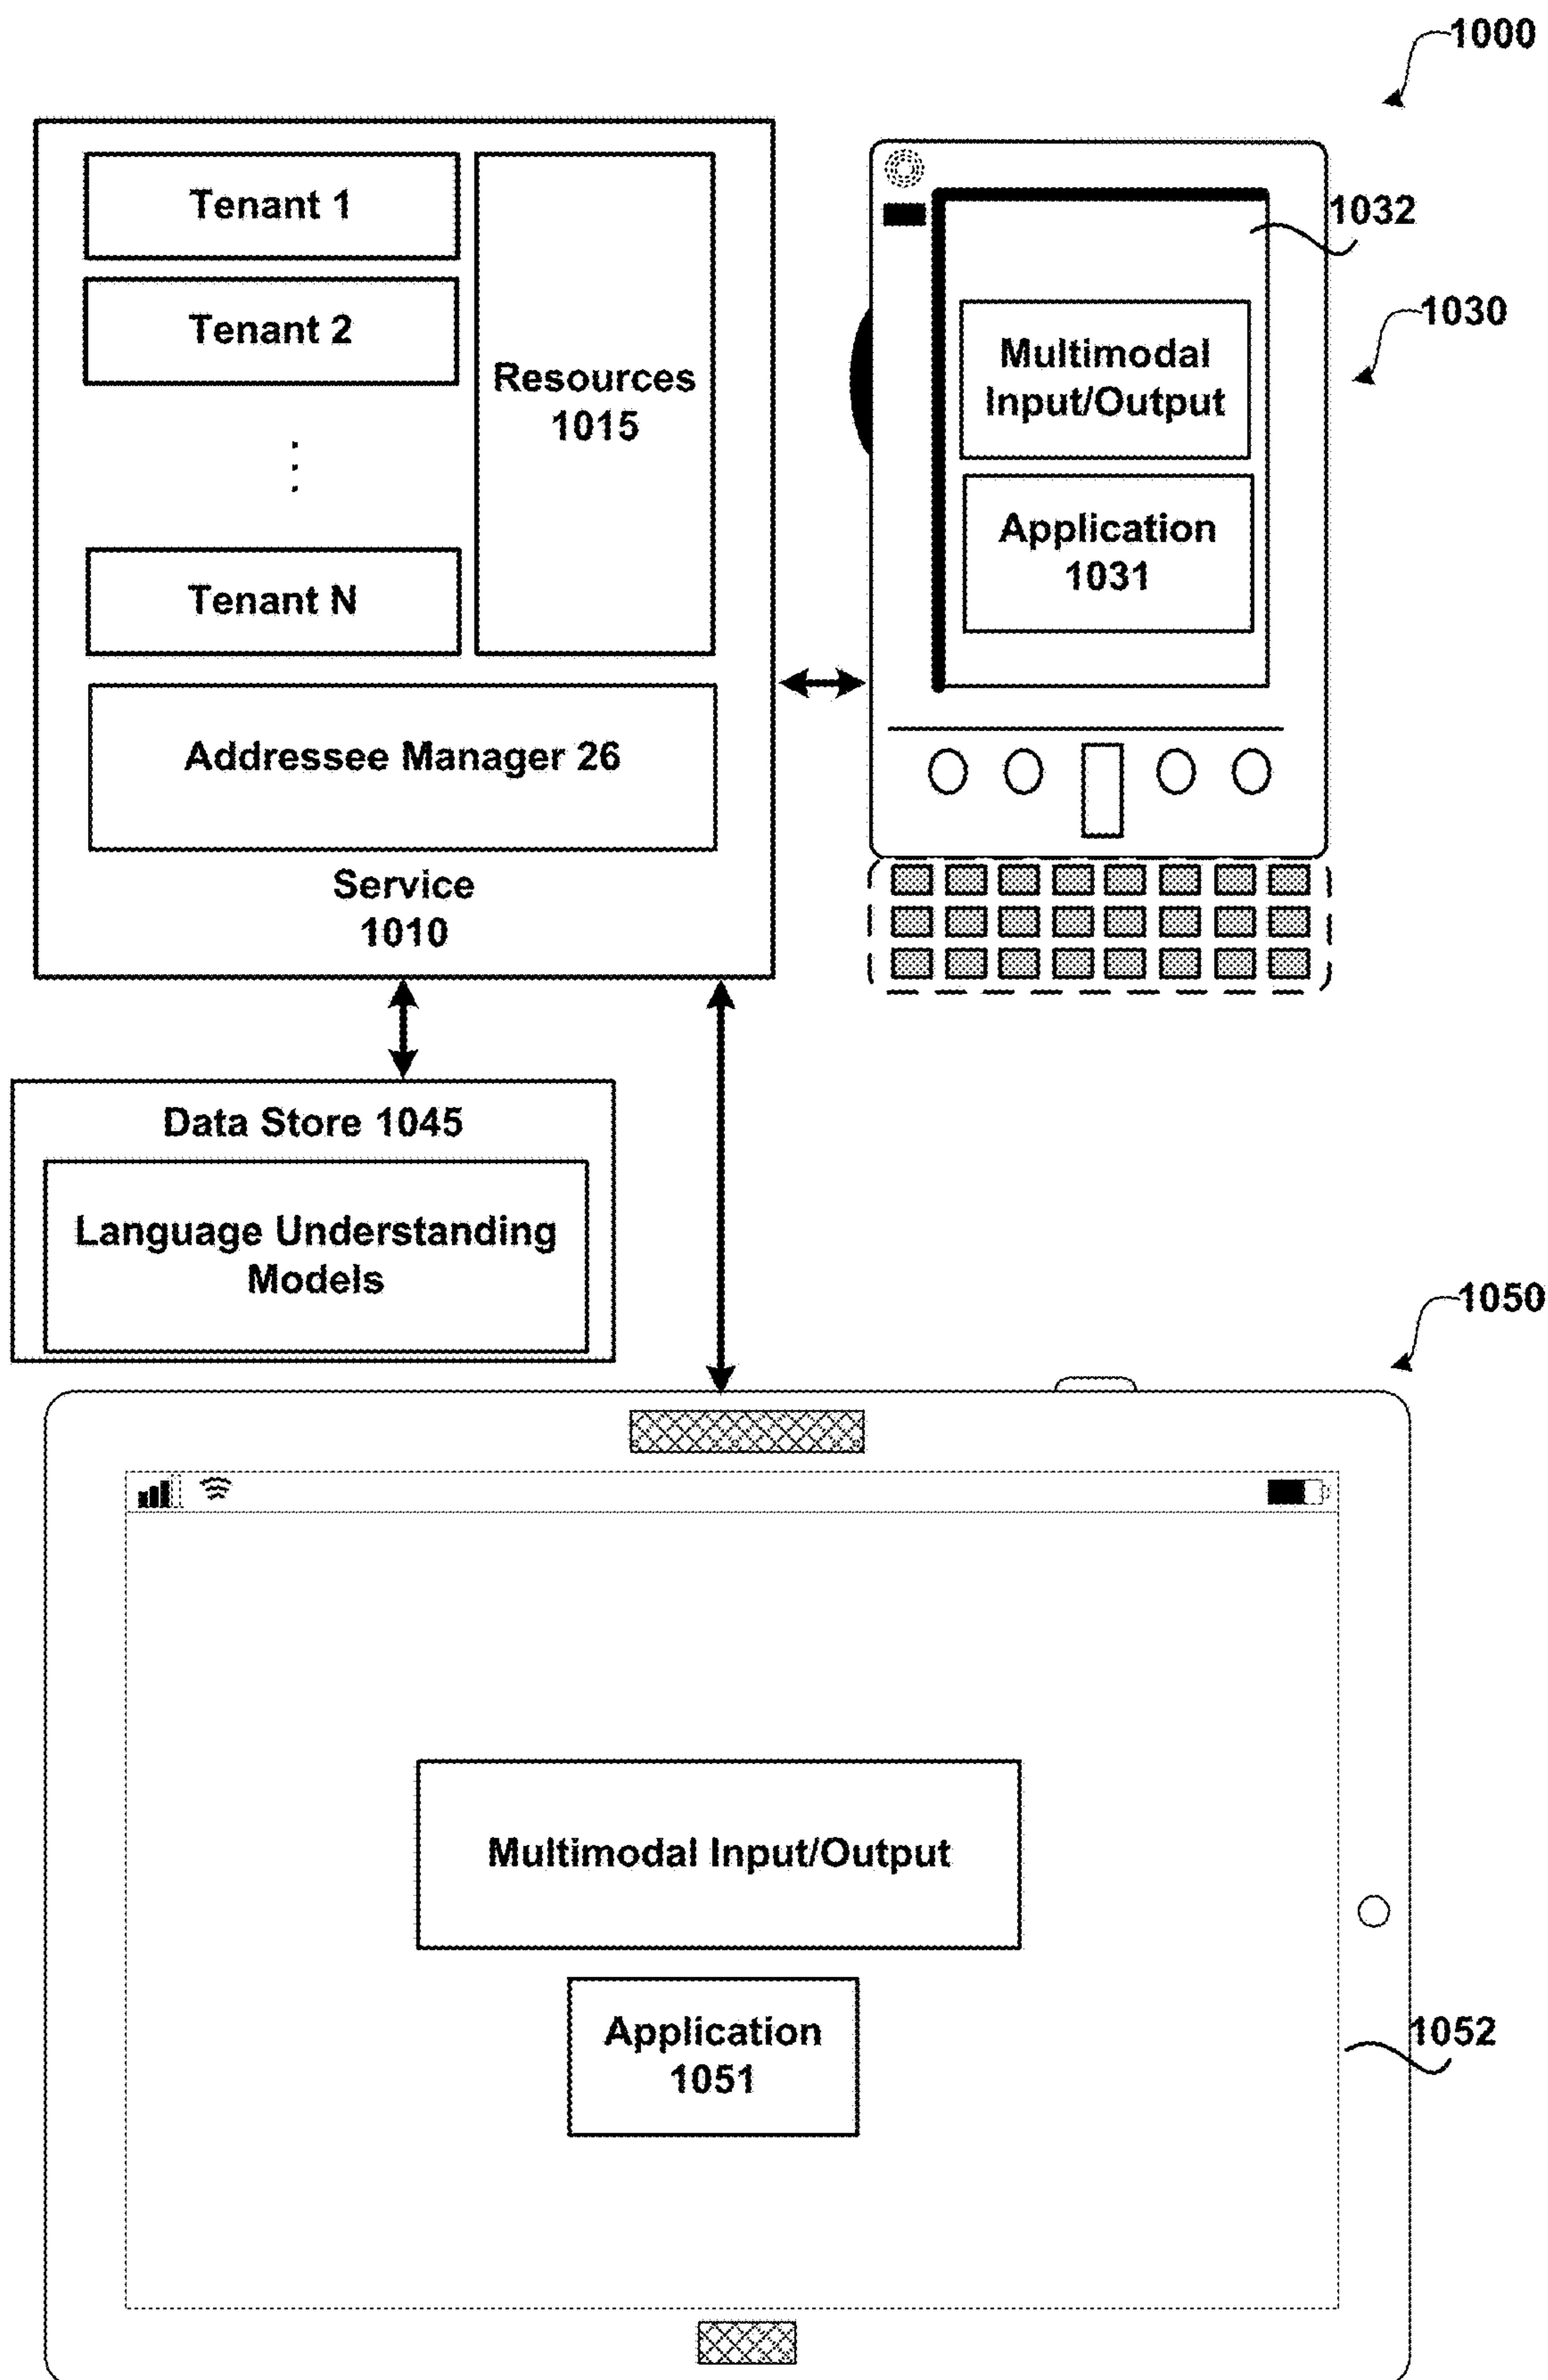 1000
Tenant 1
Tenant 2
Tenant N
Resources
1015
Addressee Manager 26
Service
1010
1032
1030
Multimodal
Input/Output
Application
1031
Data Store 1045
Language Understanding
Models
1050
Multimodal Input/Output
Application
1051
1052